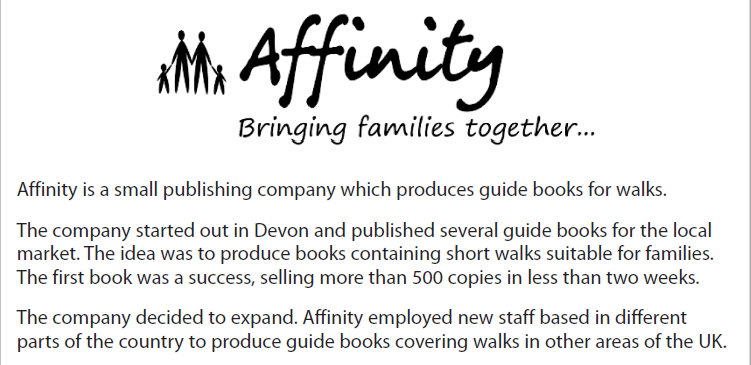 Affinity
Bringing families together...
Affinity is a small publishing company which produces guide books for walks.
The company started out in Devon and published several guide books for the local
market. The idea was to produce books containing short walks suitable for families.
The first book was a success, selling more than 500 copies in less than two weeks.
The company decided to expand. Affinity employed new staff based in different
parts of the country to produce guide books covering walks in other areas of the UK.